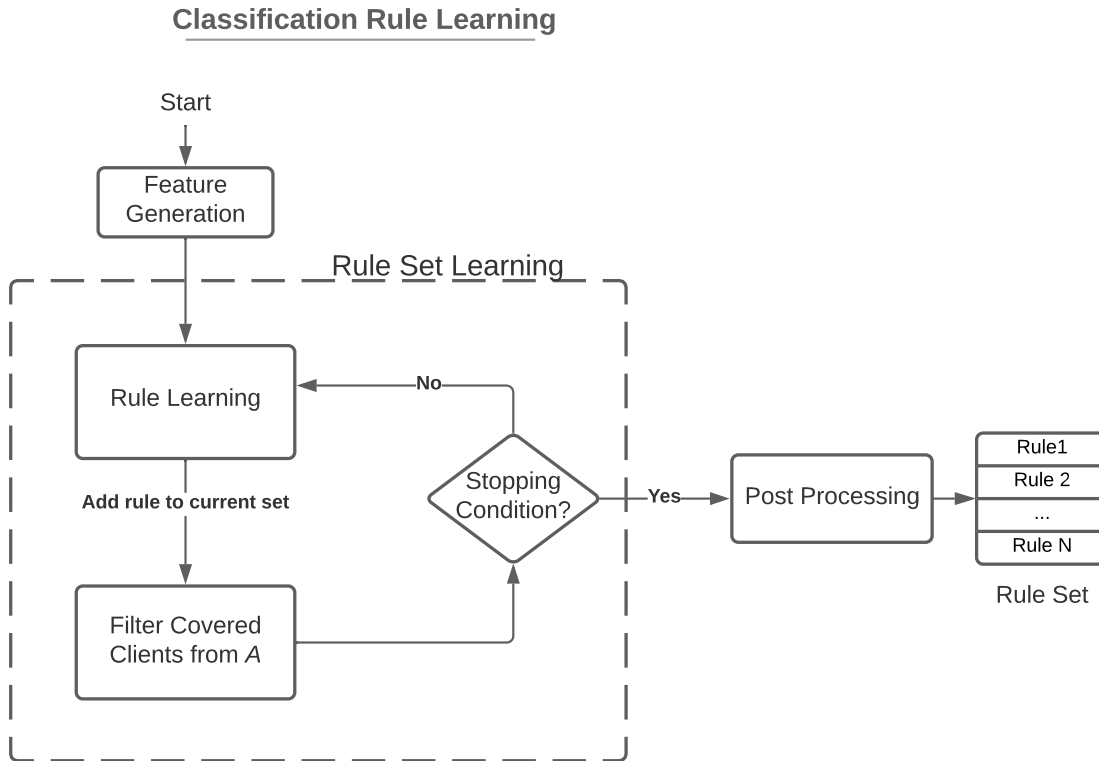 Classification Rule Learning
Start
Feature
Generation
Rule Set Learning
Rule Learning
No
Add rule to current set
Stopping
Condition?
Yes
Post Processing
Filter Covered
Clients from A
Rule1
Rule 2
...
Rule N
Rule Set